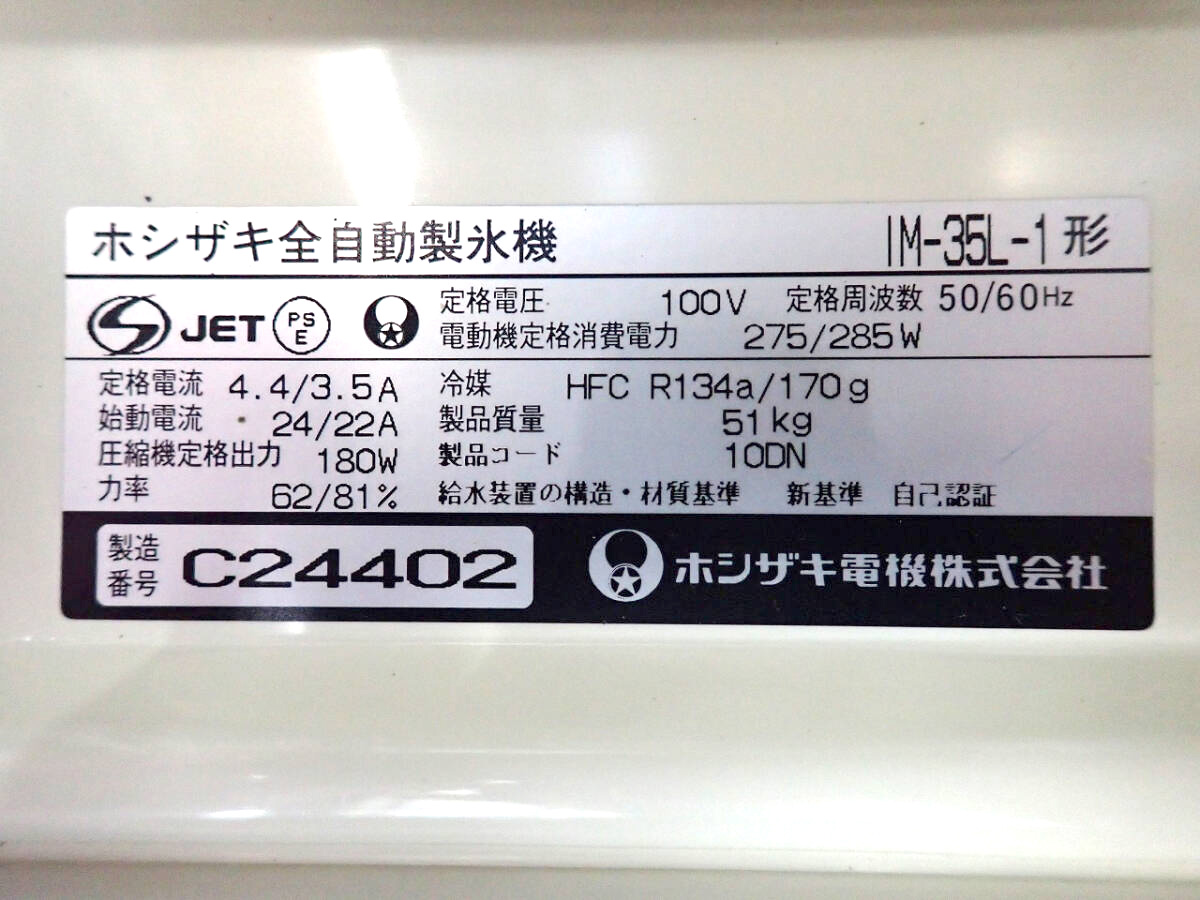 ホシザキ全自動製氷機 IM-35L-1形
JET PSE 定格電圧 100V 定格周波数 50/60Hz
電動機定格消費電力 275/285W
定格電流 4.4/3.5A 冷媒 HFC R134a/170g
始動電流 24/22A 製品質量 51kg
圧縮機定格出力 180W 製品コード 10DN
力率 62/81% 給水装置の構造・材質基準 新基準 自己認証
製造番号 C24402 ホシザキ電機株式会社